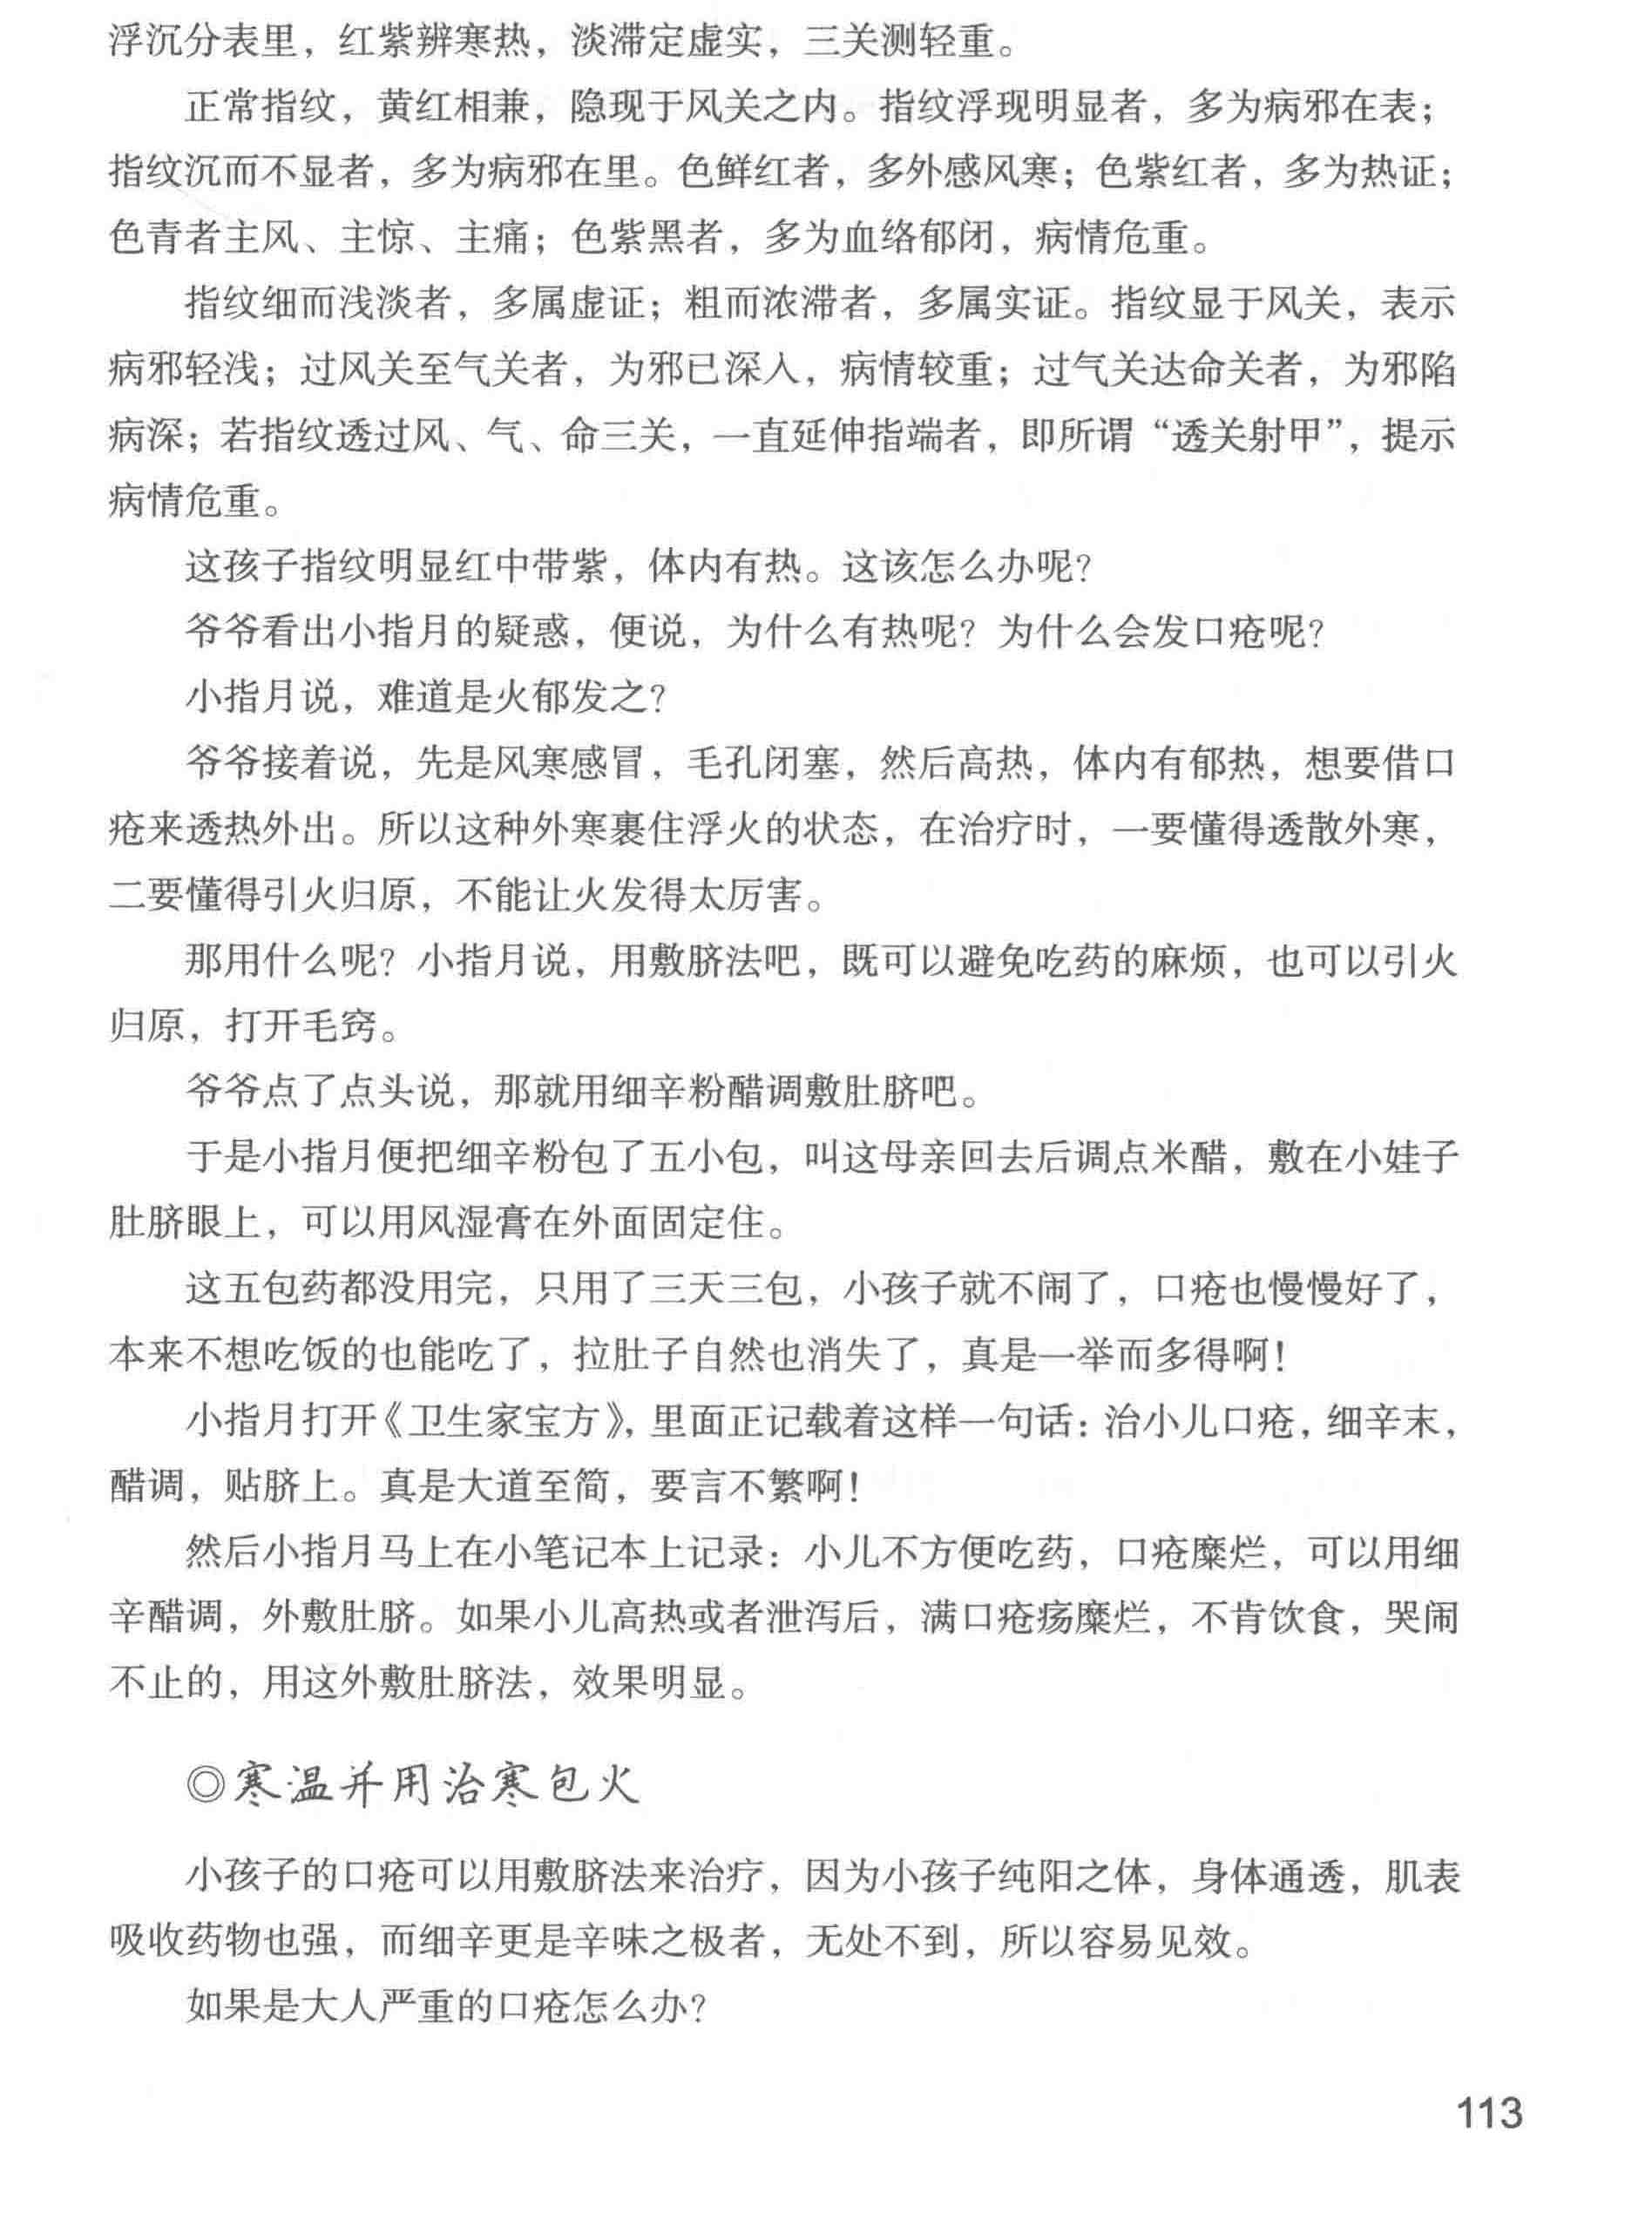 浮沉分表里，红紫辨寒热，淡滞定虚实，三关测轻重。
正常指纹，黄红相兼，隐现于风关之内。指纹浮现明显者，多为病邪在表；
指纹沉而不显者，多为病邪在里。色鲜红者，多外感风寒；色紫红者，多为热证；
色青者主风、主惊、主痛；色紫黑者，多为血络郁闭，病情危重。
指纹细而浅淡者，多属虚证；粗而浓滞者，多属实证。指纹显于风关，表示
病邪轻浅；过风关至气关者，为邪已深入，病情较重；过气关达命关者，为邪陷
病深；若指纹透过风、气、命三关，一直延伸指端者，即所谓“透关射甲”，提示
病情危重。
这孩子指纹明显红中带紫，体内有热。这该怎么办呢？
爷爷看出小指月的疑惑，便说，为什么有热呢？为什么会发口疮呢？
小指月说，难道是火郁发之？
爷爷接着说，先是风寒感冒，毛孔闭塞，然后高热，体内有郁热，想要借口
疮来透热外出。所以这种外寒裹住浮火的状态，在治疗时，一要懂得透散外寒，
二要懂得引火归原，不能让火发得太厉害。
那用什么呢？小指月说，用敷脐法吧，既可以避免吃药的麻烦，也可以引火
归原，打开毛窍。
爷爷点了点头说，那就用细辛粉醋调敷肚脐吧。
于是小指月便把细辛粉包了五小包，叫这母亲回去后调点米醋，敷在小娃子
肚脐眼上，可以用风湿膏在外面固定住。
这五包药都没用完，只用了三天三包，小孩子就不闹了，口疮也慢慢好了，
本来不想吃饭的也能吃了，拉肚子自然也消失了，真是一举而多得啊！
小指月打开《卫生家宝方》，里面正记载着这样一句话：治小儿口疮，细辛末，
醋调，贴脐上。真是大道至简，要言不繁啊！
然后小指月马上在小笔记本上记录：小儿不方便吃药，口疮糜烂，可以用细
辛醋调，外敷肚脐。如果小儿高热或者泄泻后，满口疮疡糜烂，不肯饮食，哭闹
不止的，用这外敷肚脐法，效果明显。
◎寒温并用治寒包火
小孩子的口疮可以用敷脐法来治疗，因为小孩子纯阳之体，身体通透，肌表
吸收药物也强，而细辛更是辛味之极者，无处不到，所以容易见效。
如果是大人严重的口疮怎么办？
113